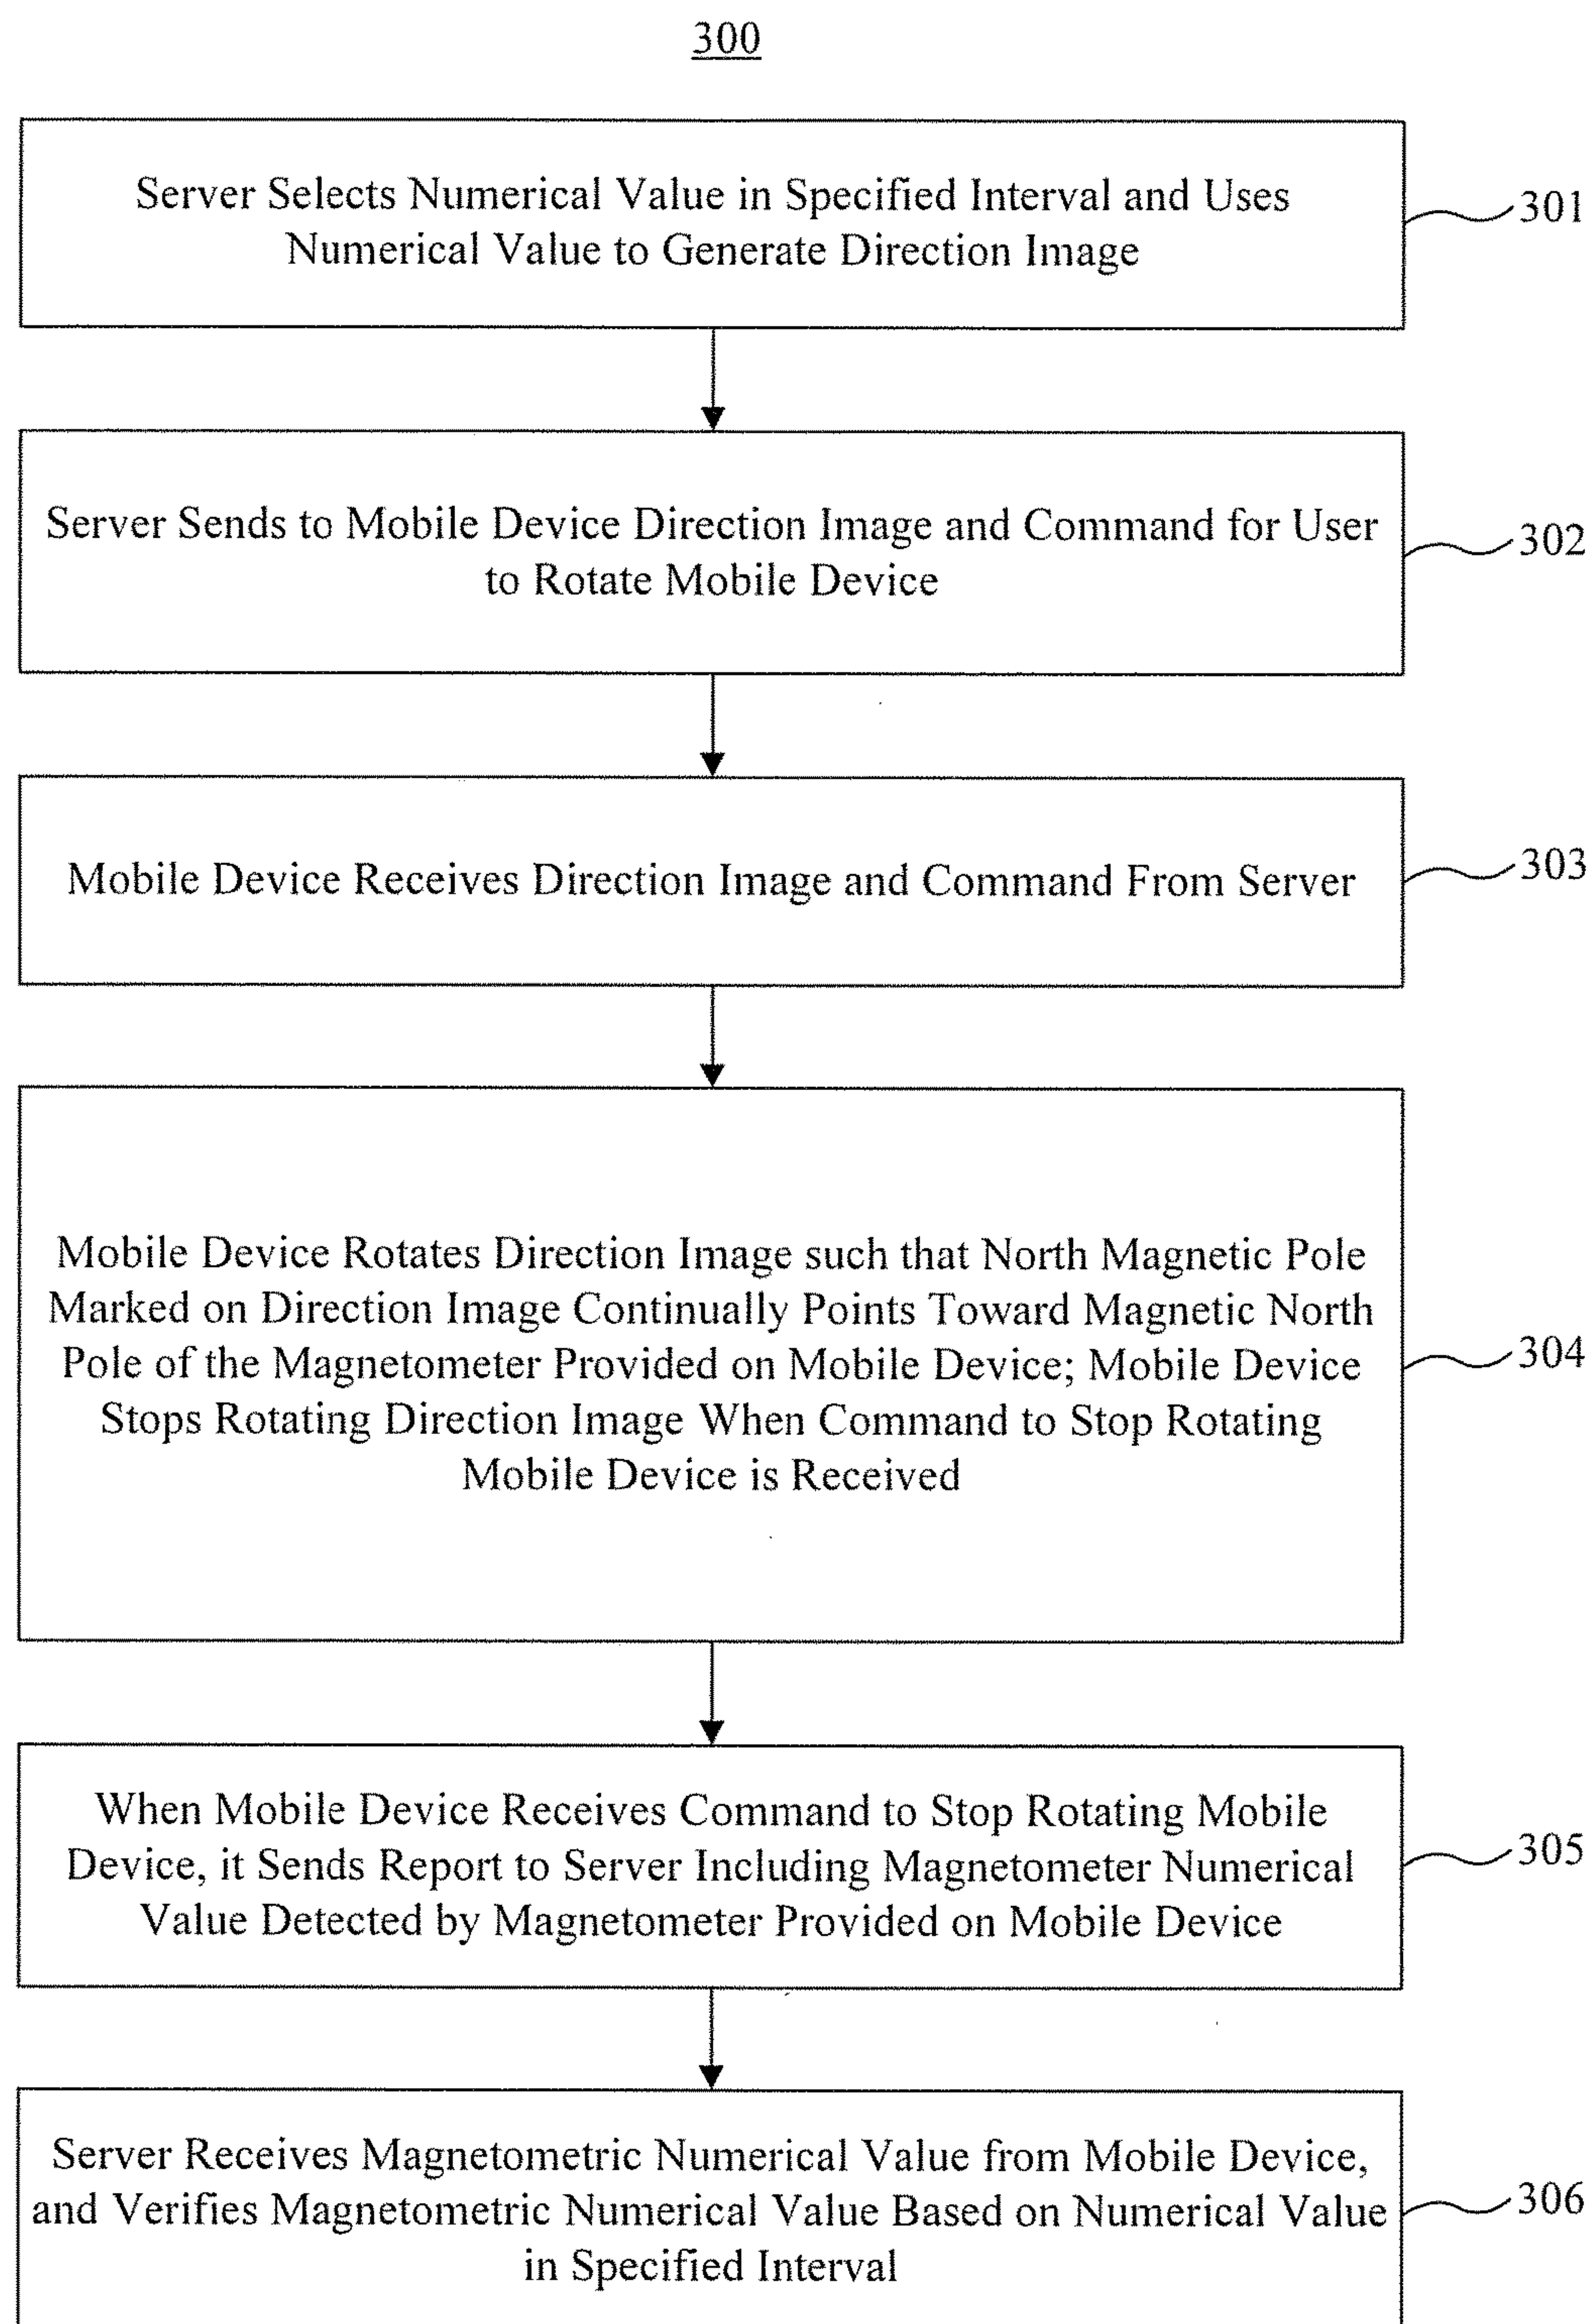 300
Server Selects Numerical Value in Specified Interval and Uses
Numerical Value to Generate Direction Image
301
Server Sends to Mobile Device Direction Image and Command for User
to Rotate Mobile Device
302
Mobile Device Receives Direction Image and Command From Server
303
Mobile Device Rotates Direction Image such that North Magnetic Pole
Marked on Direction Image Continually Points Toward Magnetic North
Pole of the Magnetometer Provided on Mobile Device; Mobile Device
Stops Rotating Direction Image When Command to Stop Rotating
Mobile Device is Received
304
When Mobile Device Receives Command to Stop Rotating Mobile
Device, it Sends Report to Server Including Magnetometer Numerical
Value Detected by Magnetometer Provided on Mobile Device
305
Server Receives Magnetometric Numerical Value from Mobile Device,
and Verifies Magnetometric Numerical Value Based on Numerical Value
in Specified Interval
306